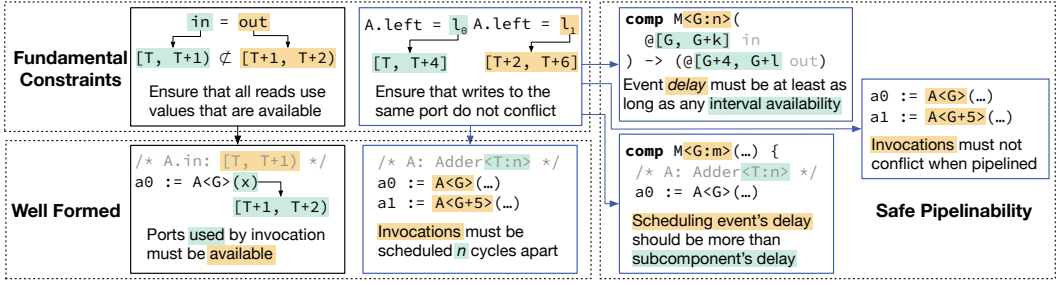 Fundamental
Constraints
in = out
[T, T+1) ⊄ [T+1, T+2)
Ensure that all reads use
values that are available
A.left = l0 A.left = l1
[T, T+4] [T+2, T+6]
Ensure that writes to the
same port do not conflict
comp M<G:n>(
@[G, G+k] in
) -> (@[G+4, G+l out)
Event delay must be at least as
long as any interval availability
a0 := A<G>(…)
a1 := A<G+5>(…)
Invocations must not
conflict when pipelined
Well Formed
/* A.in: [T, T+1) */
a0 := A<G>(x)
[T+1, T+2)
Ports used by invocation
must be available
/* A: Adder<T:n> */
a0 := A<G>(…)
a1 := A<G+5>(…)
Invocations must be
scheduled n cycles apart
comp M<G:m>(…) {
/* A: Adder<T:n> */
a0 := A<G>(…)
Scheduling event's delay
should be more than
subcomponent's delay
Safe Pipelinability